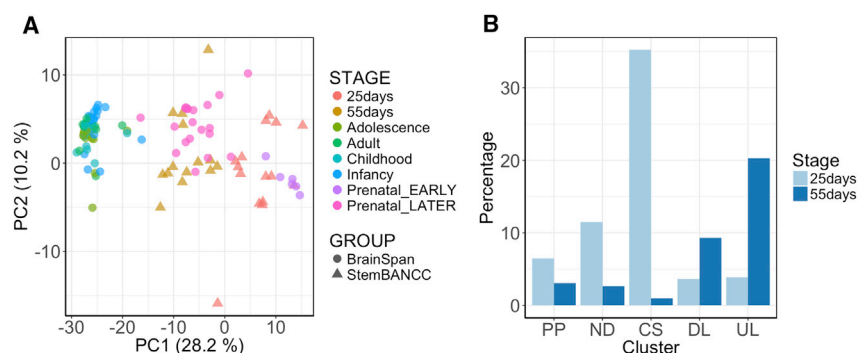 A
PC2 (10.2 %)
10
0
-10
-30
-20
-10
0
10
PC1 (28.2 %)
STAGE
25days
55days
Adolescence
Adult
Childhood
Infancy
Prenatal_EARLY
Prenatal_LATER
GROUP
BrainSpan
StemBANCC
B
Percentage
30
20
10
0
PP
ND
CS
DL
UL
Cluster
Stage
25days
55days